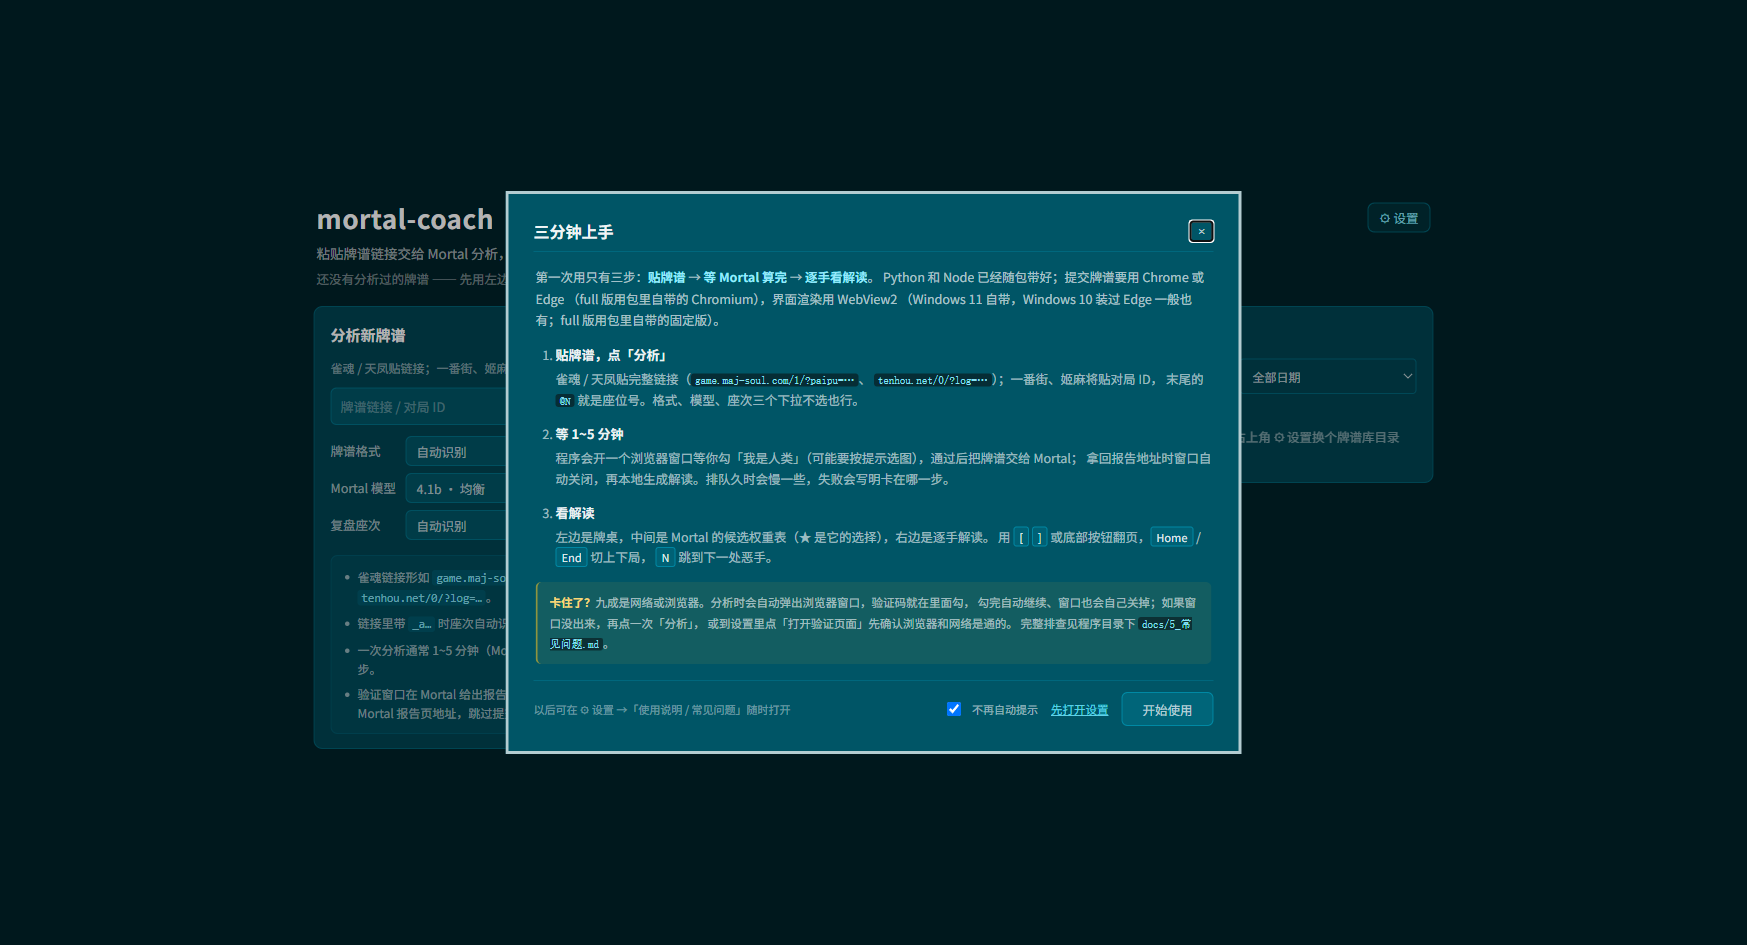 mortal-coach
⚙ 设置
粘贴牌谱链接交给 Mortal 分析，
还没有分析过的牌谱 —— 先用左边
分析新牌谱
雀魂 / 天凤贴链接；一番街、姬麻
牌谱链接 / 对局 ID
牌谱格式
自动识别
Mortal 模型
4.1b · 均衡
复盘座次
自动识别
• 雀魂链接形如 game.maj-so
tenhou.net/0/?log=… 。
• 链接里带 _a… 时座次自动识
• 一次分析通常 1~5 分钟（Mo
步。
• 验证窗口在 Mortal 给出报告
Mortal 报告页地址，跳过提
三分钟上手
×
第一次用只有三步：贴牌谱 → 等 Mortal 算完 → 逐手看解读。 Python 和 Node 已经随包带好；提交牌谱要用 Chrome 或
Edge （full 版用包里自带的 Chromium），界面渲染用 WebView2 （Windows 11 自带，Windows 10 装过 Edge 一般也
有；full 版用包里自带的固定版）。
1. 贴牌谱，点「分析」
雀魂 / 天凤贴完整链接（ game.maj-soul.com/1/?paipu=… 、 tenhou.net/0/?log=… ）；一番街、姬麻将贴对局 ID， 末尾的
@N 就是座位号。格式、模型、座次三个下拉不选也行。
2. 等 1~5 分钟
程序会开一个浏览器窗口等你勾「我是人类」（可能要按提示选图），通过后把牌谱交给 Mortal； 拿回报告地址时窗口自
动关闭，再本地生成解读。排队久时会慢一些，失败会写明卡在哪一步。
3. 看解读
左边是牌桌，中间是 Mortal 的候选权重表（★ 是它的选择），右边是逐手解读。 用 [ ] 或底部按钮翻页， Home /
End 切上下局， N 跳到下一处恶手。
卡住了？ 九成是网络或浏览器。分析时会自动弹出浏览器窗口，验证码就在里面勾， 勾完自动继续、窗口也会自己关掉；如果窗
口没出来，再点一次「分析」， 或到设置里点「打开验证页面」先确认浏览器和网络是通的。 完整排查见程序目录下 docs/5_常
见问题.md 。
以后可在 ⚙ 设置 →「使用说明 / 常见问题」随时打开
不再自动提示
先打开设置
开始使用
全部日期
上角 ⚙ 设置换个牌谱库目录